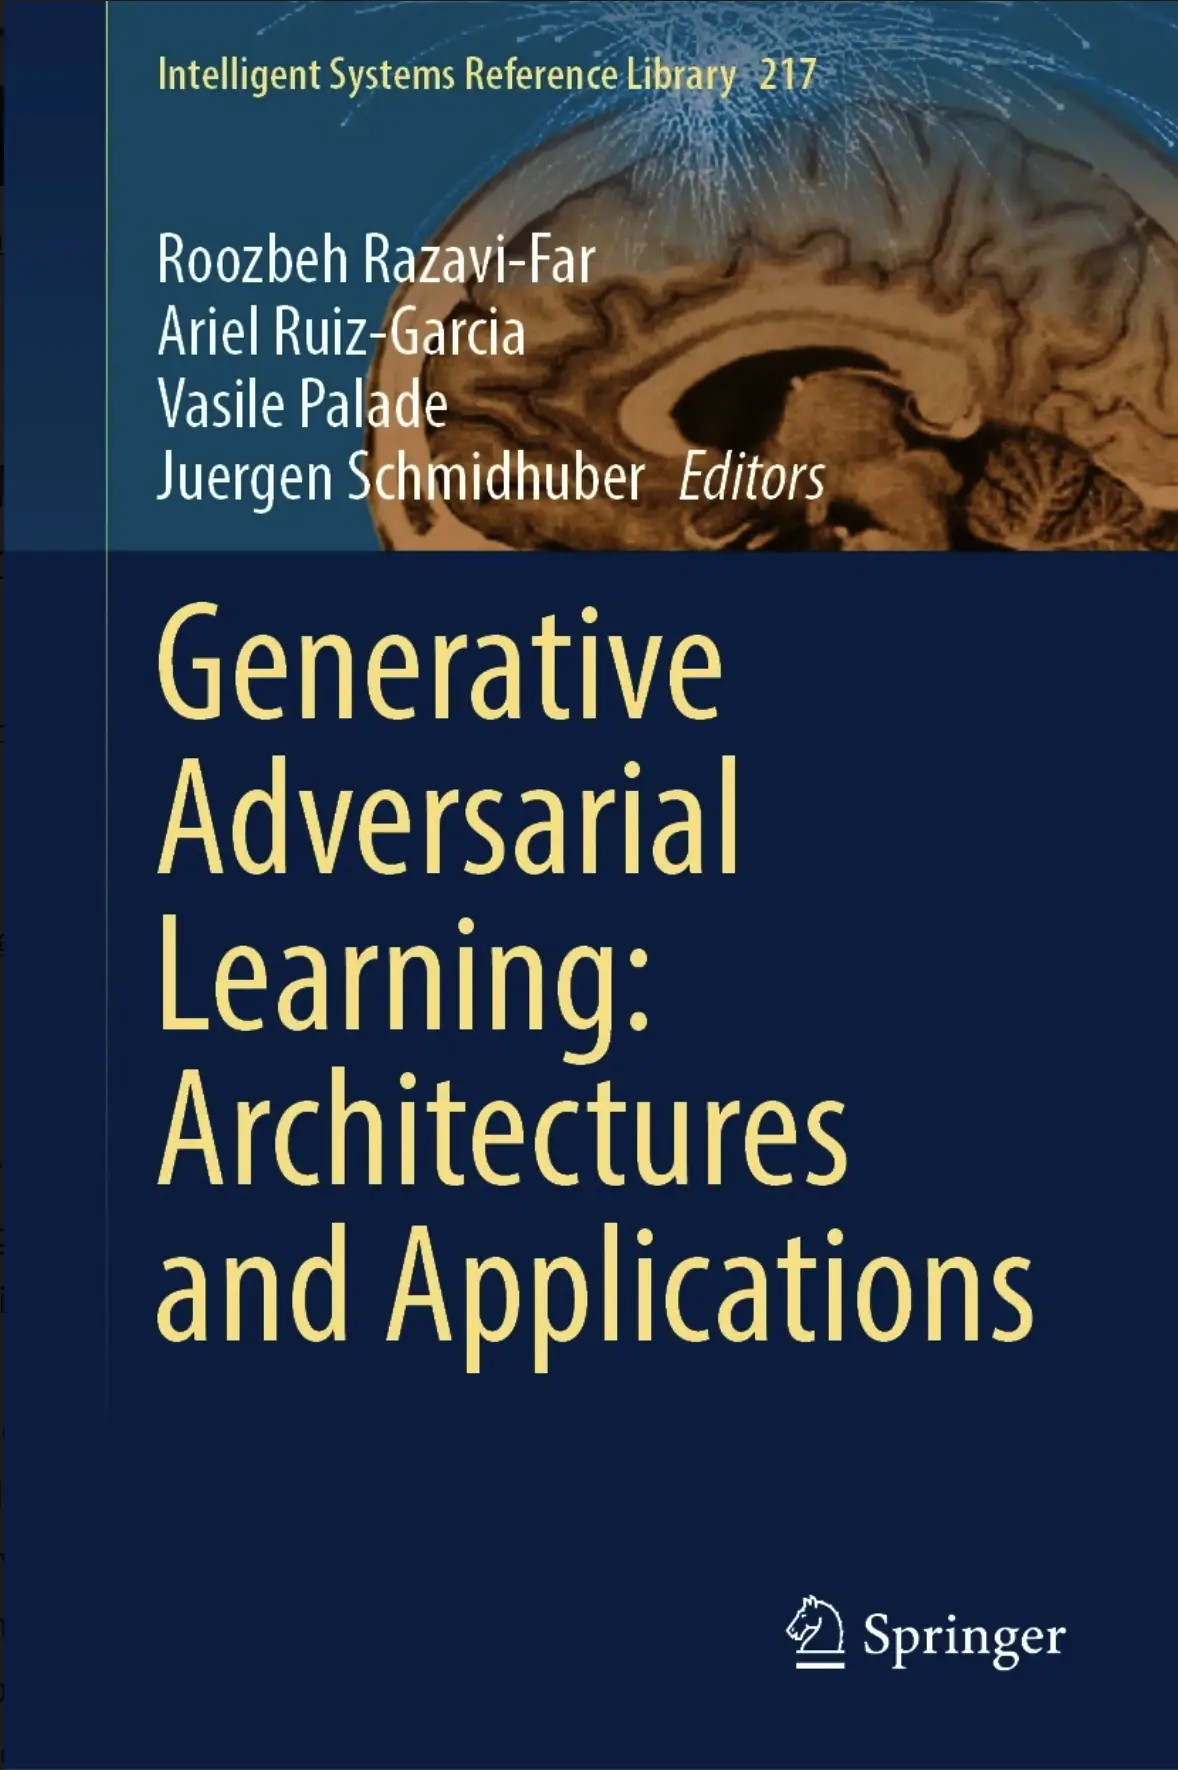 Intelligent Systems Reference Library 217
Roozbeh Razavi-Far
Ariel Ruiz-Garcia
Vasile Palade
Juergen Schmidhuber Editors
Generative
Adversarial
Learning:
Architectures
and Applications
Springer